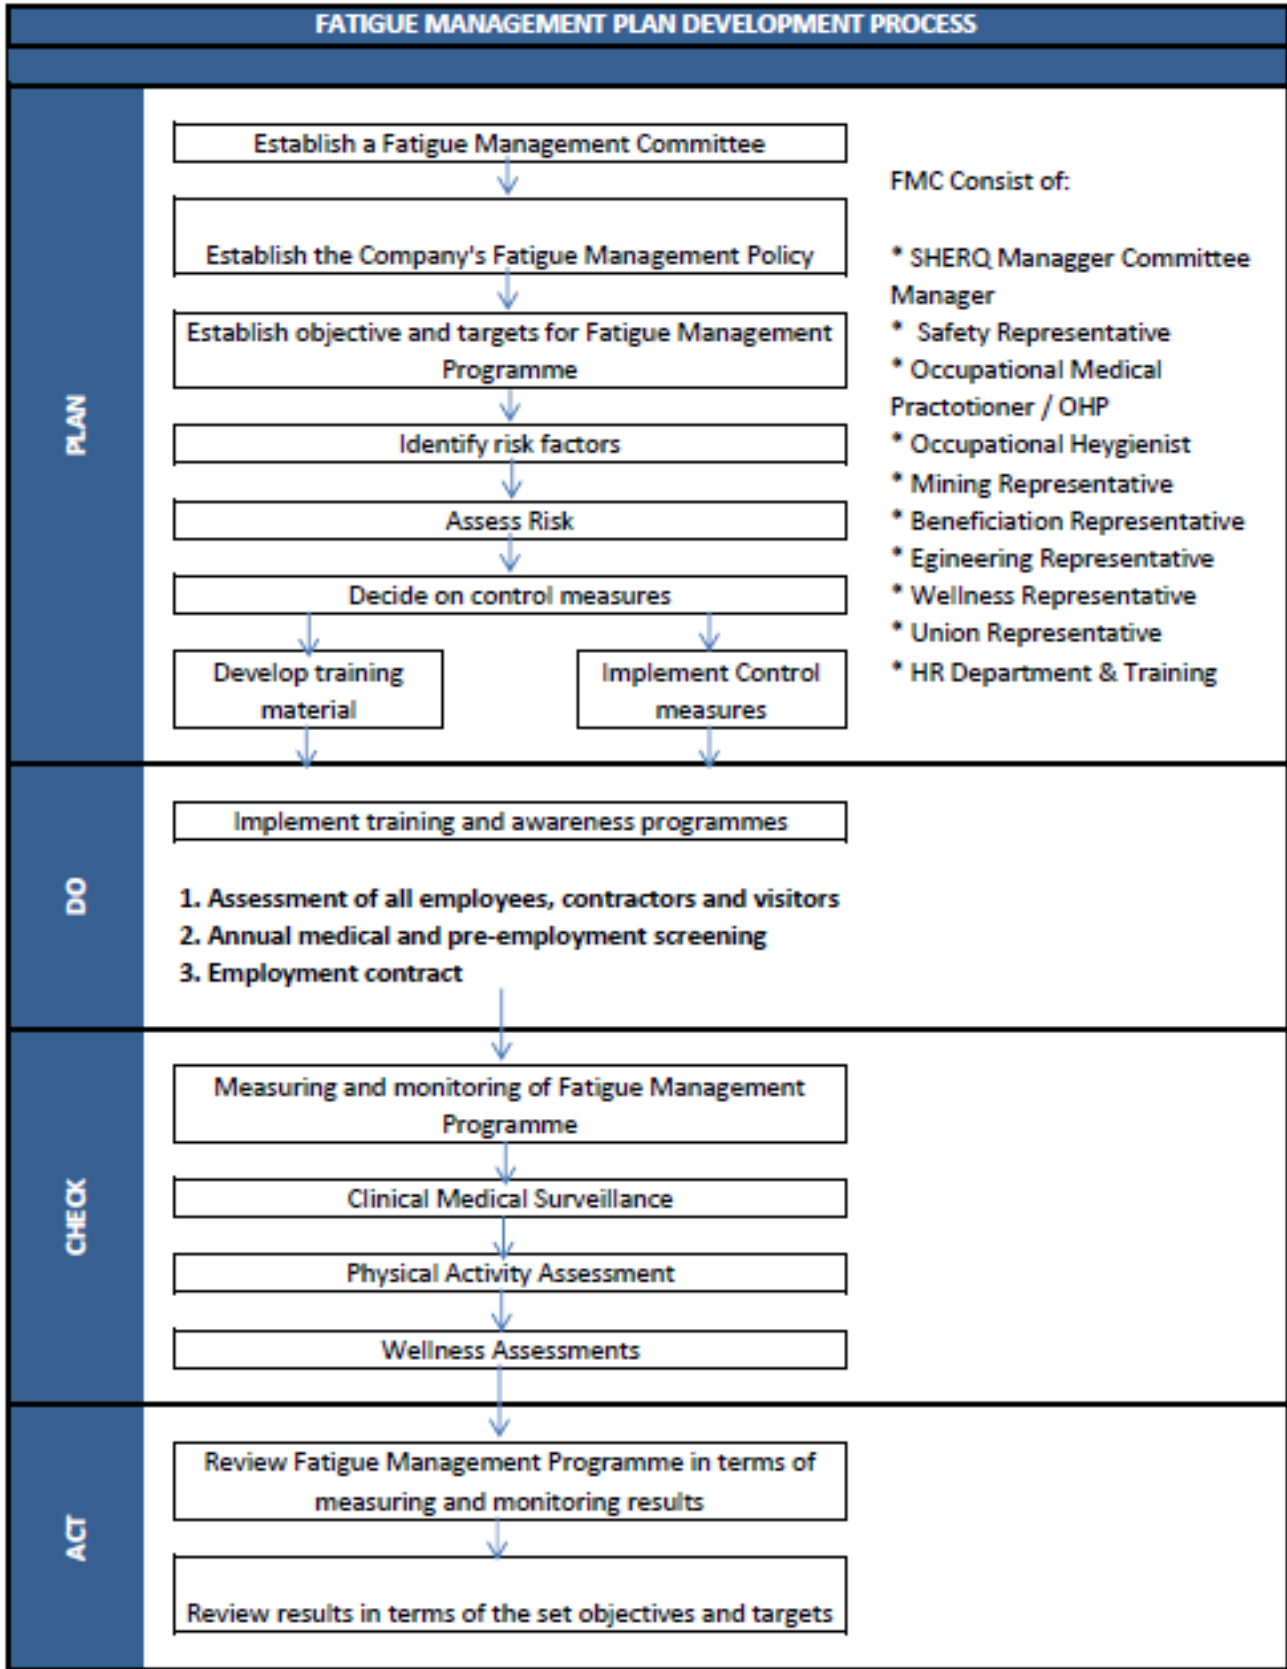 FATIGUE MANAGEMENT PLAN DEVELOPMENT PROCESS
PLAN
Establish a Fatigue Management Committee
Establish the Company's Fatigue Management Policy
Establish objective and targets for Fatigue Management
Programme
Identify risk factors
Assess Risk
Decide on control measures
Develop training
material
Implement Control
measures
FMC Consist of:
* SHERQ Managger Committee
Manager
* Safety Representative
* Occupational Medical
Practotioner / OHP
* Occupational Heygienist
* Mining Representative
* Beneficiation Representative
* Egineering Representative
* Wellness Representative
* Union Representative
* HR Department & Training
DO
Implement training and awareness programmes
1. Assessment of all employees, contractors and visitors
2. Annual medical and pre-employment screening
3. Employment contract
CHECK
Measuring and monitoring of Fatigue Management
Programme
Clinical Medical Surveillance
Physical Activity Assessment
Wellness Assessments
ACT
Review Fatigue Management Programme in terms of
measuring and monitoring results
Review results in terms of the set objectives and targets